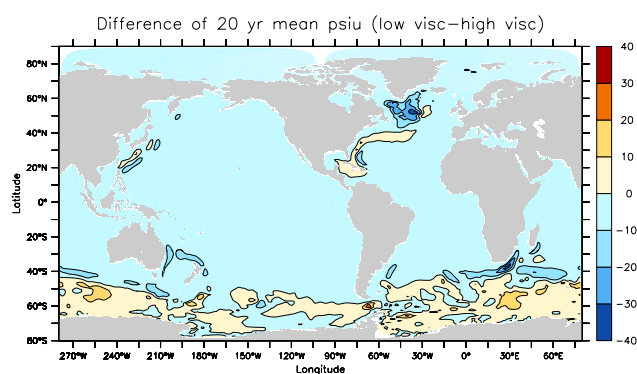 Difference of 20 yr mean psiu (low visc−high visc)
80°N
60°N
40°N
20°N
0°
20°S
40°S
60°S
80°S
Latitude
270°W 240°W 210°W 180°W 150°W 120°W 90°W 60°W 30°W 0° 30°E 60°E
Longitude
40
30
20
10
0
−10
−20
−30
−40